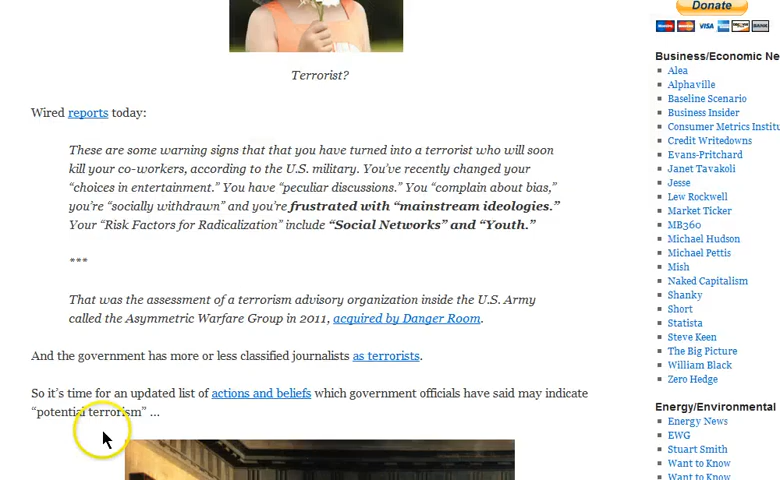 Donate
VISA
BANK
Terrorist?
Wired reports today:
These are some warning signs that that you have turned into a terrorist who will soon
kill your co-workers, according to the U.S. military. You’ve recently changed your
“choices in entertainment.” You have “peculiar discussions.” You “complain about bias,”
you’re “socially withdrawn” and you’re frustrated with “mainstream ideologies.”
Your “Risk Factors for Radicalization” include “Social Networks” and “Youth.”
***
That was the assessment of a terrorism advisory organization inside the U.S. Army
called the Asymmetric Warfare Group in 2011, acquired by Danger Room.
And the government has more or less classified journalists as terrorists.
So it’s time for an updated list of actions and beliefs which government officials have said may indicate
“potential terrorism” …
Business/Economic Ne
Alea
Alphaville
Baseline Scenario
Business Insider
Consumer Metrics Institu
Credit Writedowns
Evans-Pritchard
Janet Tavakoli
Jesse
Lew Rockwell
Market Ticker
MB360
Michael Hudson
Michael Pettis
Mish
Naked Capitalism
Shanky
Short
Statista
Steve Keen
The Big Picture
William Black
Zero Hedge
Energy/Environmental
Energy News
EWG
Stuart Smith
Want to Know
Want to Know